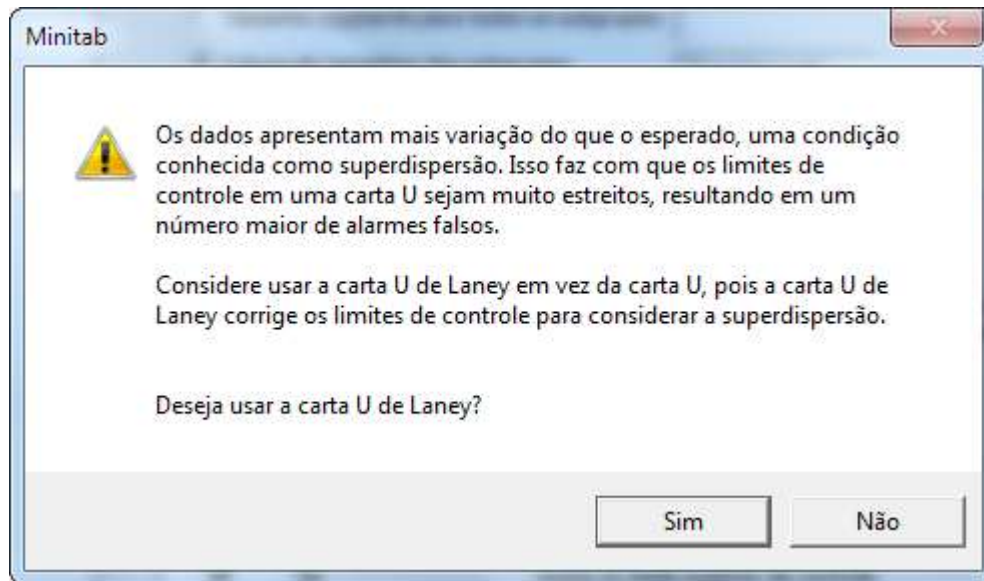 Minitab
Os dados apresentam mais variação do que o esperado, uma condição
conhecida como superdispersão. Isso faz com que os limites de
controle em uma carta U sejam muito estreitos, resultando em um
número maior de alarmes falsos.
Considere usar a carta U de Laney em vez da carta U, pois a carta U de
Laney corrige os limites de controle para considerar a superdispersão.
Deseja usar a carta U de Laney?
Sim
Não